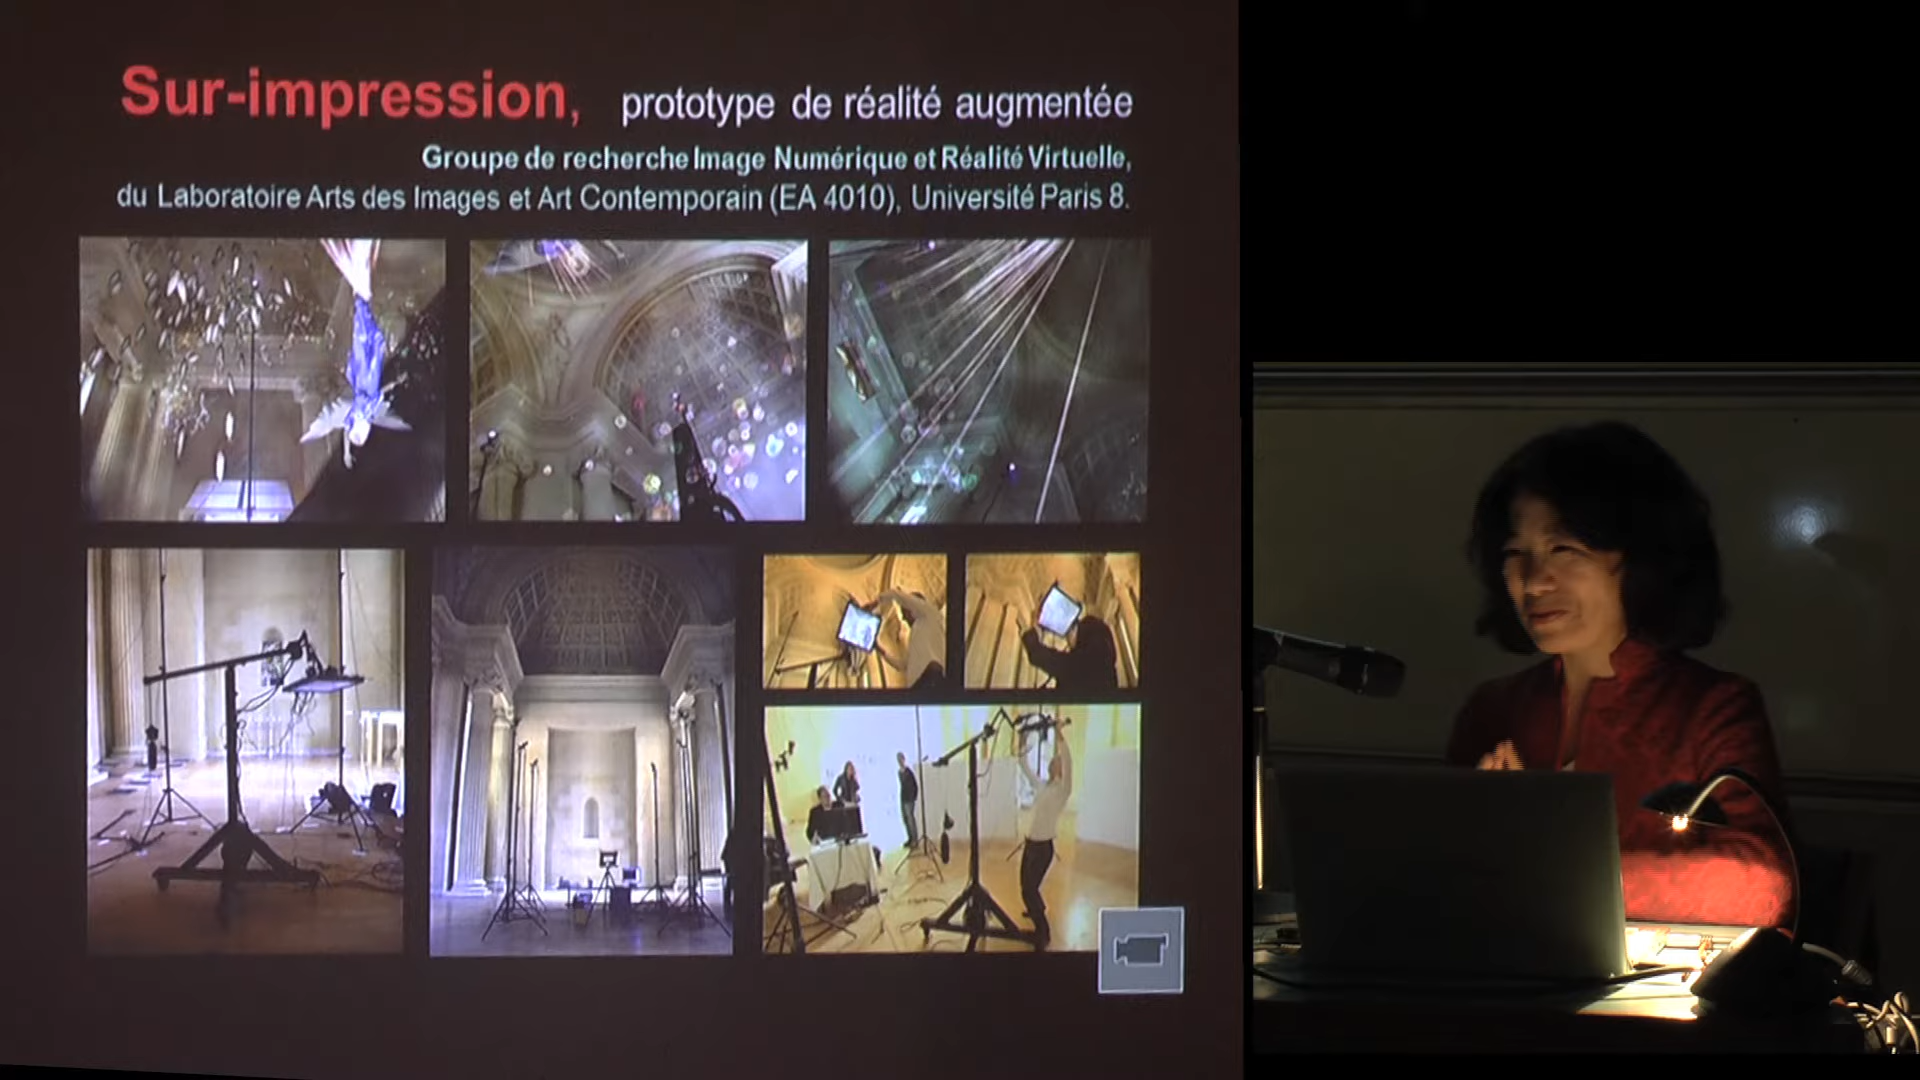 Sur-impression, prototype de réalité augmentée
Groupe de recherche Image Numérique et Réalité Virtuelle,
du Laboratoire Arts des Images et Art Contemporain (EA 4010), Université Paris 8.